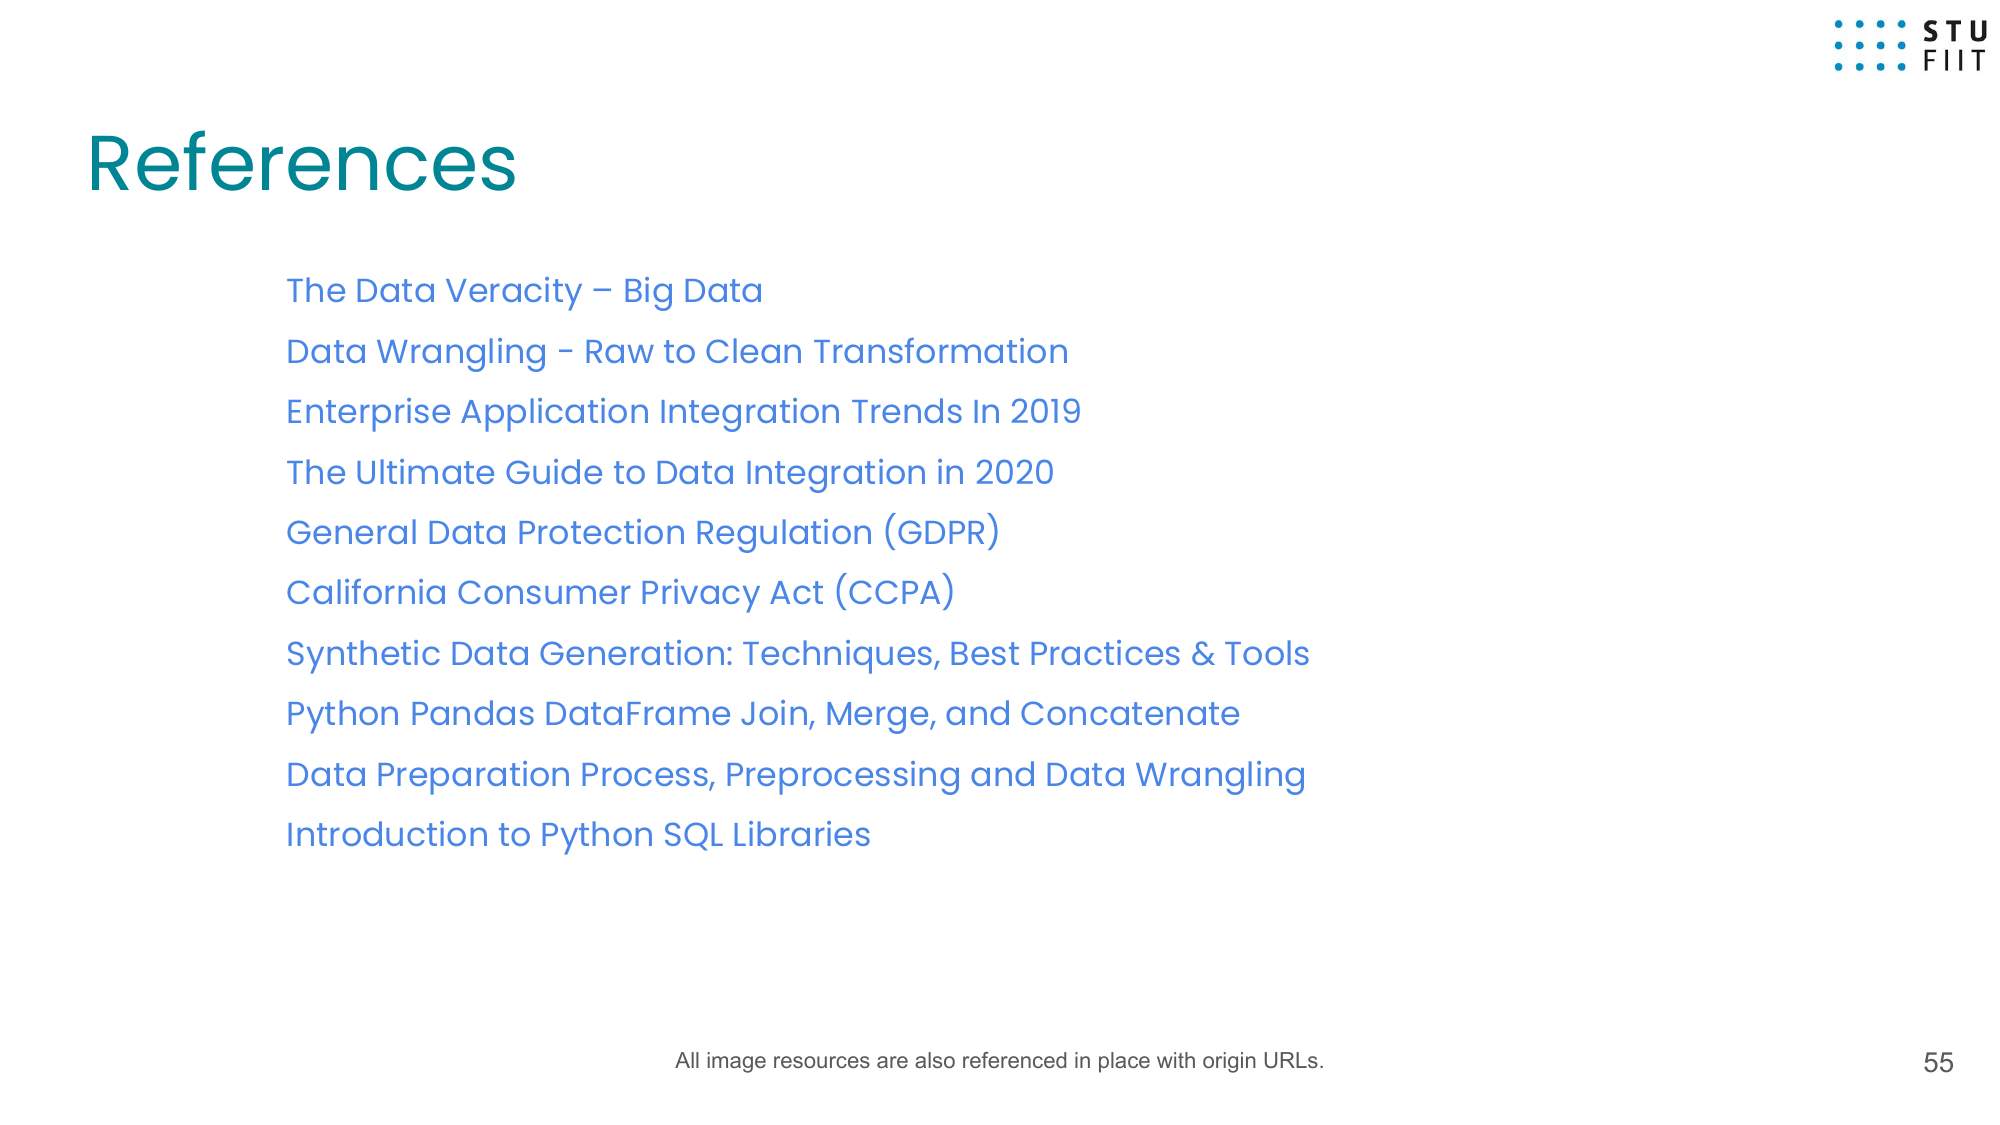 STU
FIIT
References
The Data Veracity – Big Data
Data Wrangling - Raw to Clean Transformation
Enterprise Application Integration Trends In 2019
The Ultimate Guide to Data Integration in 2020
General Data Protection Regulation (GDPR)
California Consumer Privacy Act (CCPA)
Synthetic Data Generation: Techniques, Best Practices & Tools
Python Pandas DataFrame Join, Merge, and Concatenate
Data Preparation Process, Preprocessing and Data Wrangling
Introduction to Python SQL Libraries
All image resources are also referenced in place with origin URLs.
55